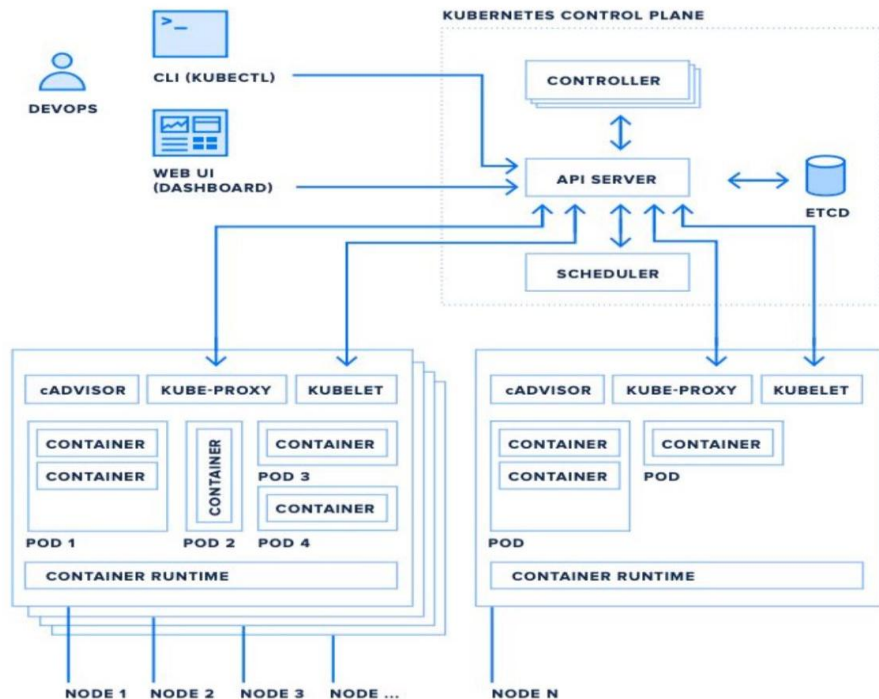 KUBERNETES CONTROL PLANE
>_
CLI (KUBECTL)
DEVOPS
WEB UI
(DASHBOARD)
CONTROLLER
API SERVER
ETCD
SCHEDULER
cADVISOR
KUBE-PROXY
KUBELET
CONTAINER
CONTAINER
POD 1
CONTAINER
POD 2
CONTAINER
POD 3
CONTAINER
POD 4
CONTAINER RUNTIME
cADVISOR
KUBE-PROXY
KUBELET
CONTAINER
CONTAINER
POD
CONTAINER
POD
CONTAINER RUNTIME
NODE 1
NODE 2
NODE 3
NODE ...
NODE N